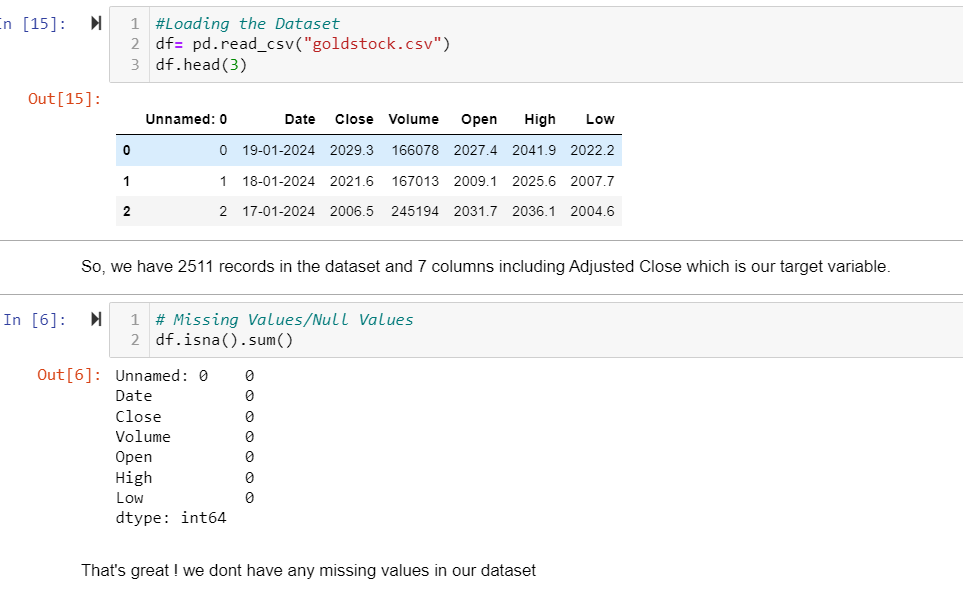 In [15]:
1 #Loading the Dataset
2 df= pd.read_csv("goldstock.csv")
3 df.head(3)
Out[15]:
Unnamed: 0 Date Close Volume Open High Low
0 0 19-01-2024 2029.3 166078 2027.4 2041.9 2022.2
1 1 18-01-2024 2021.6 167013 2009.1 2025.6 2007.7
2 2 17-01-2024 2006.5 245194 2031.7 2036.1 2004.6
So, we have 2511 records in the dataset and 7 columns including Adjusted Close which is our target variable.
In [6]:
1 # Missing Values/Null Values
2 df.isna().sum()
Out[6]:
Unnamed: 0 0
Date 0
Close 0
Volume 0
Open 0
High 0
Low 0
dtype: int64
That's great ! we dont have any missing values in our dataset